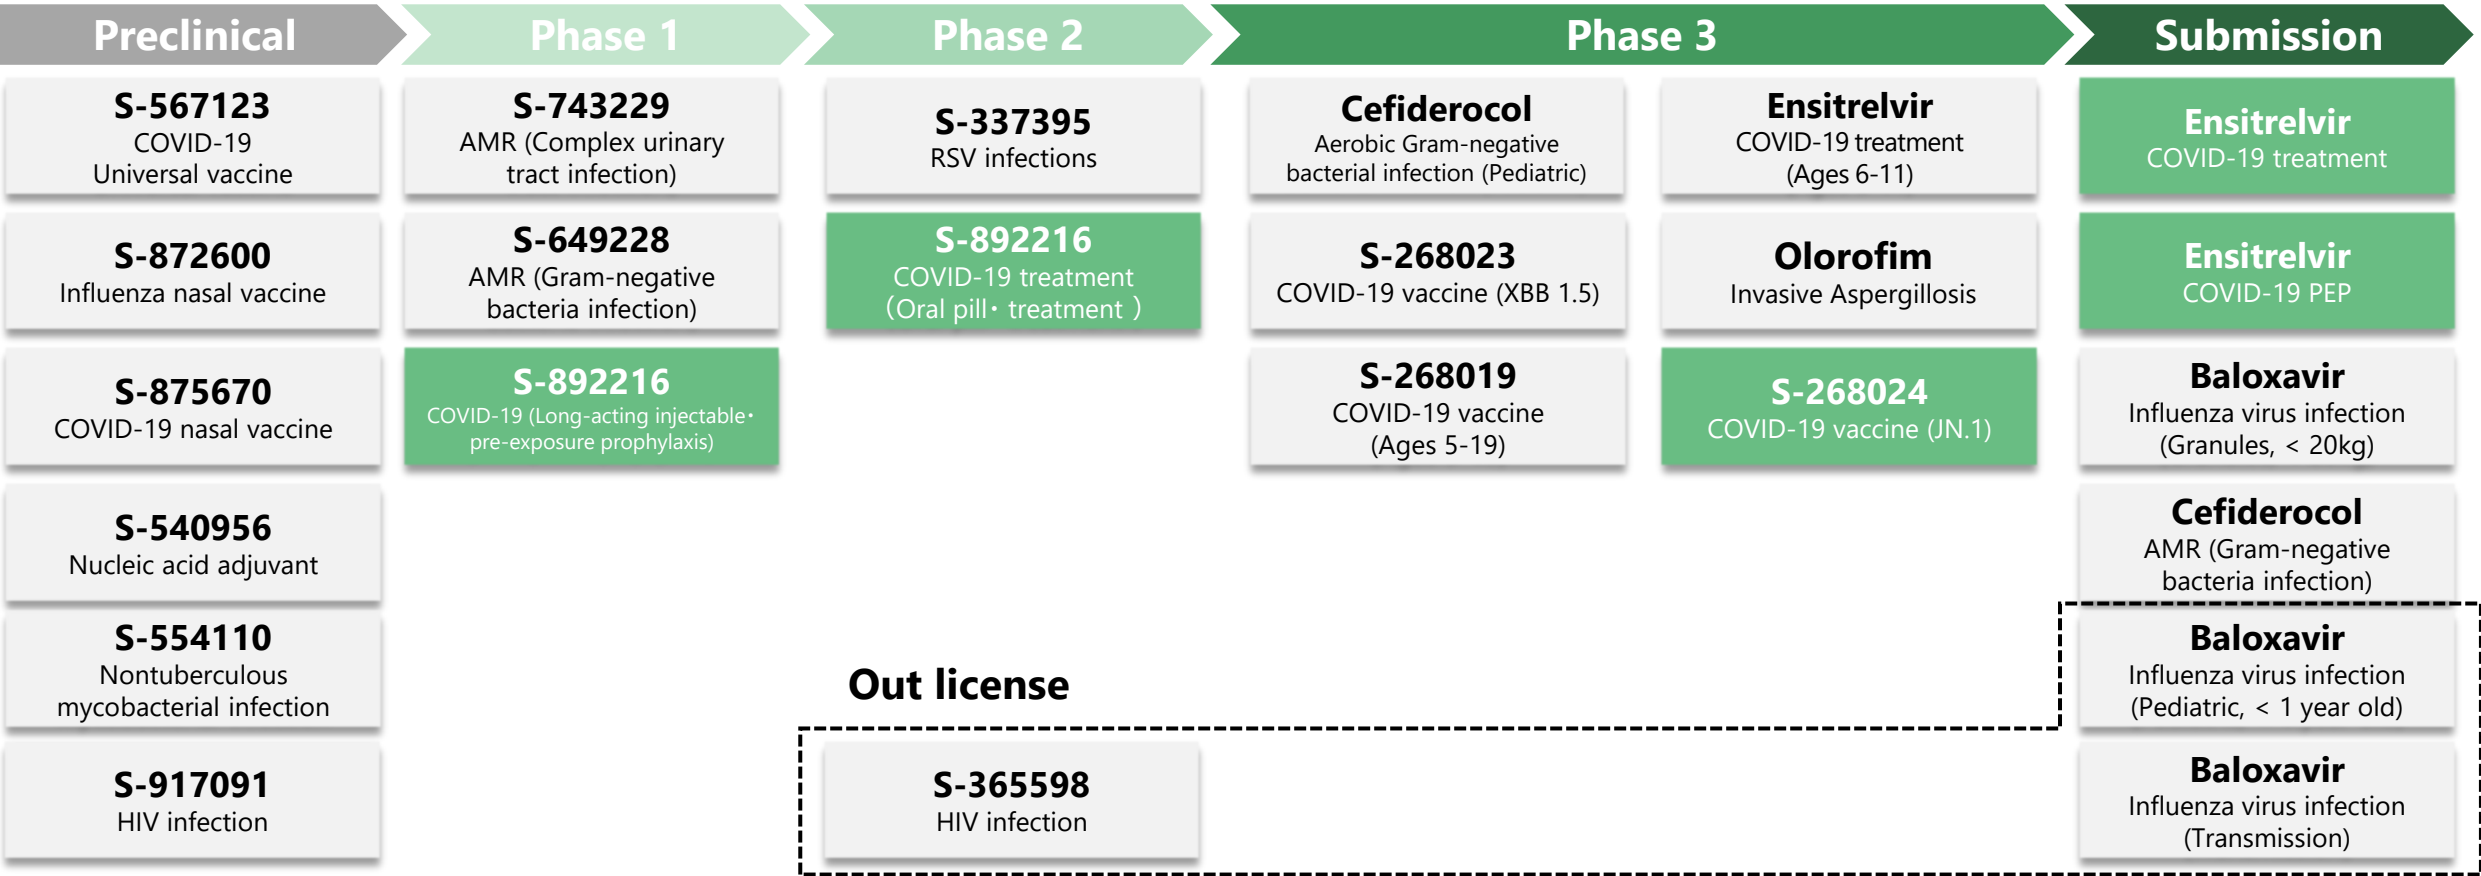 Preclinical
Phase 1
Phase 2
Phase 3
Submission
S-567123
COVID-19
Universal vaccine
S-872600
Influenza nasal vaccine
S-875670
COVID-19 nasal vaccine
S-540956
Nucleic acid adjuvant
S-554110
Nontuberculous
mycobacterial infection
S-917091
HIV infection
S-743229
AMR (Complex urinary
tract infection)
S-649228
AMR (Gram-negative
bacteria infection)
S-892216
COVID-19 (Long-acting injectable・
pre-exposure prophylaxis)
S-337395
RSV infections
S-892216
COVID-19 treatment
（Oral pill・ treatment ）
Cefiderocol
Aerobic Gram-negative
bacterial infection (Pediatric)
S-268023
COVID-19 vaccine (XBB 1.5)
S-268019
COVID-19 vaccine
(Ages 5-19)
Ensitrelvir
COVID-19 treatment
(Ages 6-11)
Olorofim
Invasive Aspergillosis
S-268024
COVID-19 vaccine (JN.1)
Ensitrelvir
COVID-19 treatment
Ensitrelvir
COVID-19 PEP
Baloxavir
Influenza virus infection
(Granules, < 20kg)
Cefiderocol
AMR (Gram-negative
bacteria infection)
Out license
S-365598
HIV infection
Baloxavir
Influenza virus infection
(Pediatric, < 1 year old)
Baloxavir
Influenza virus infection
(Transmission)